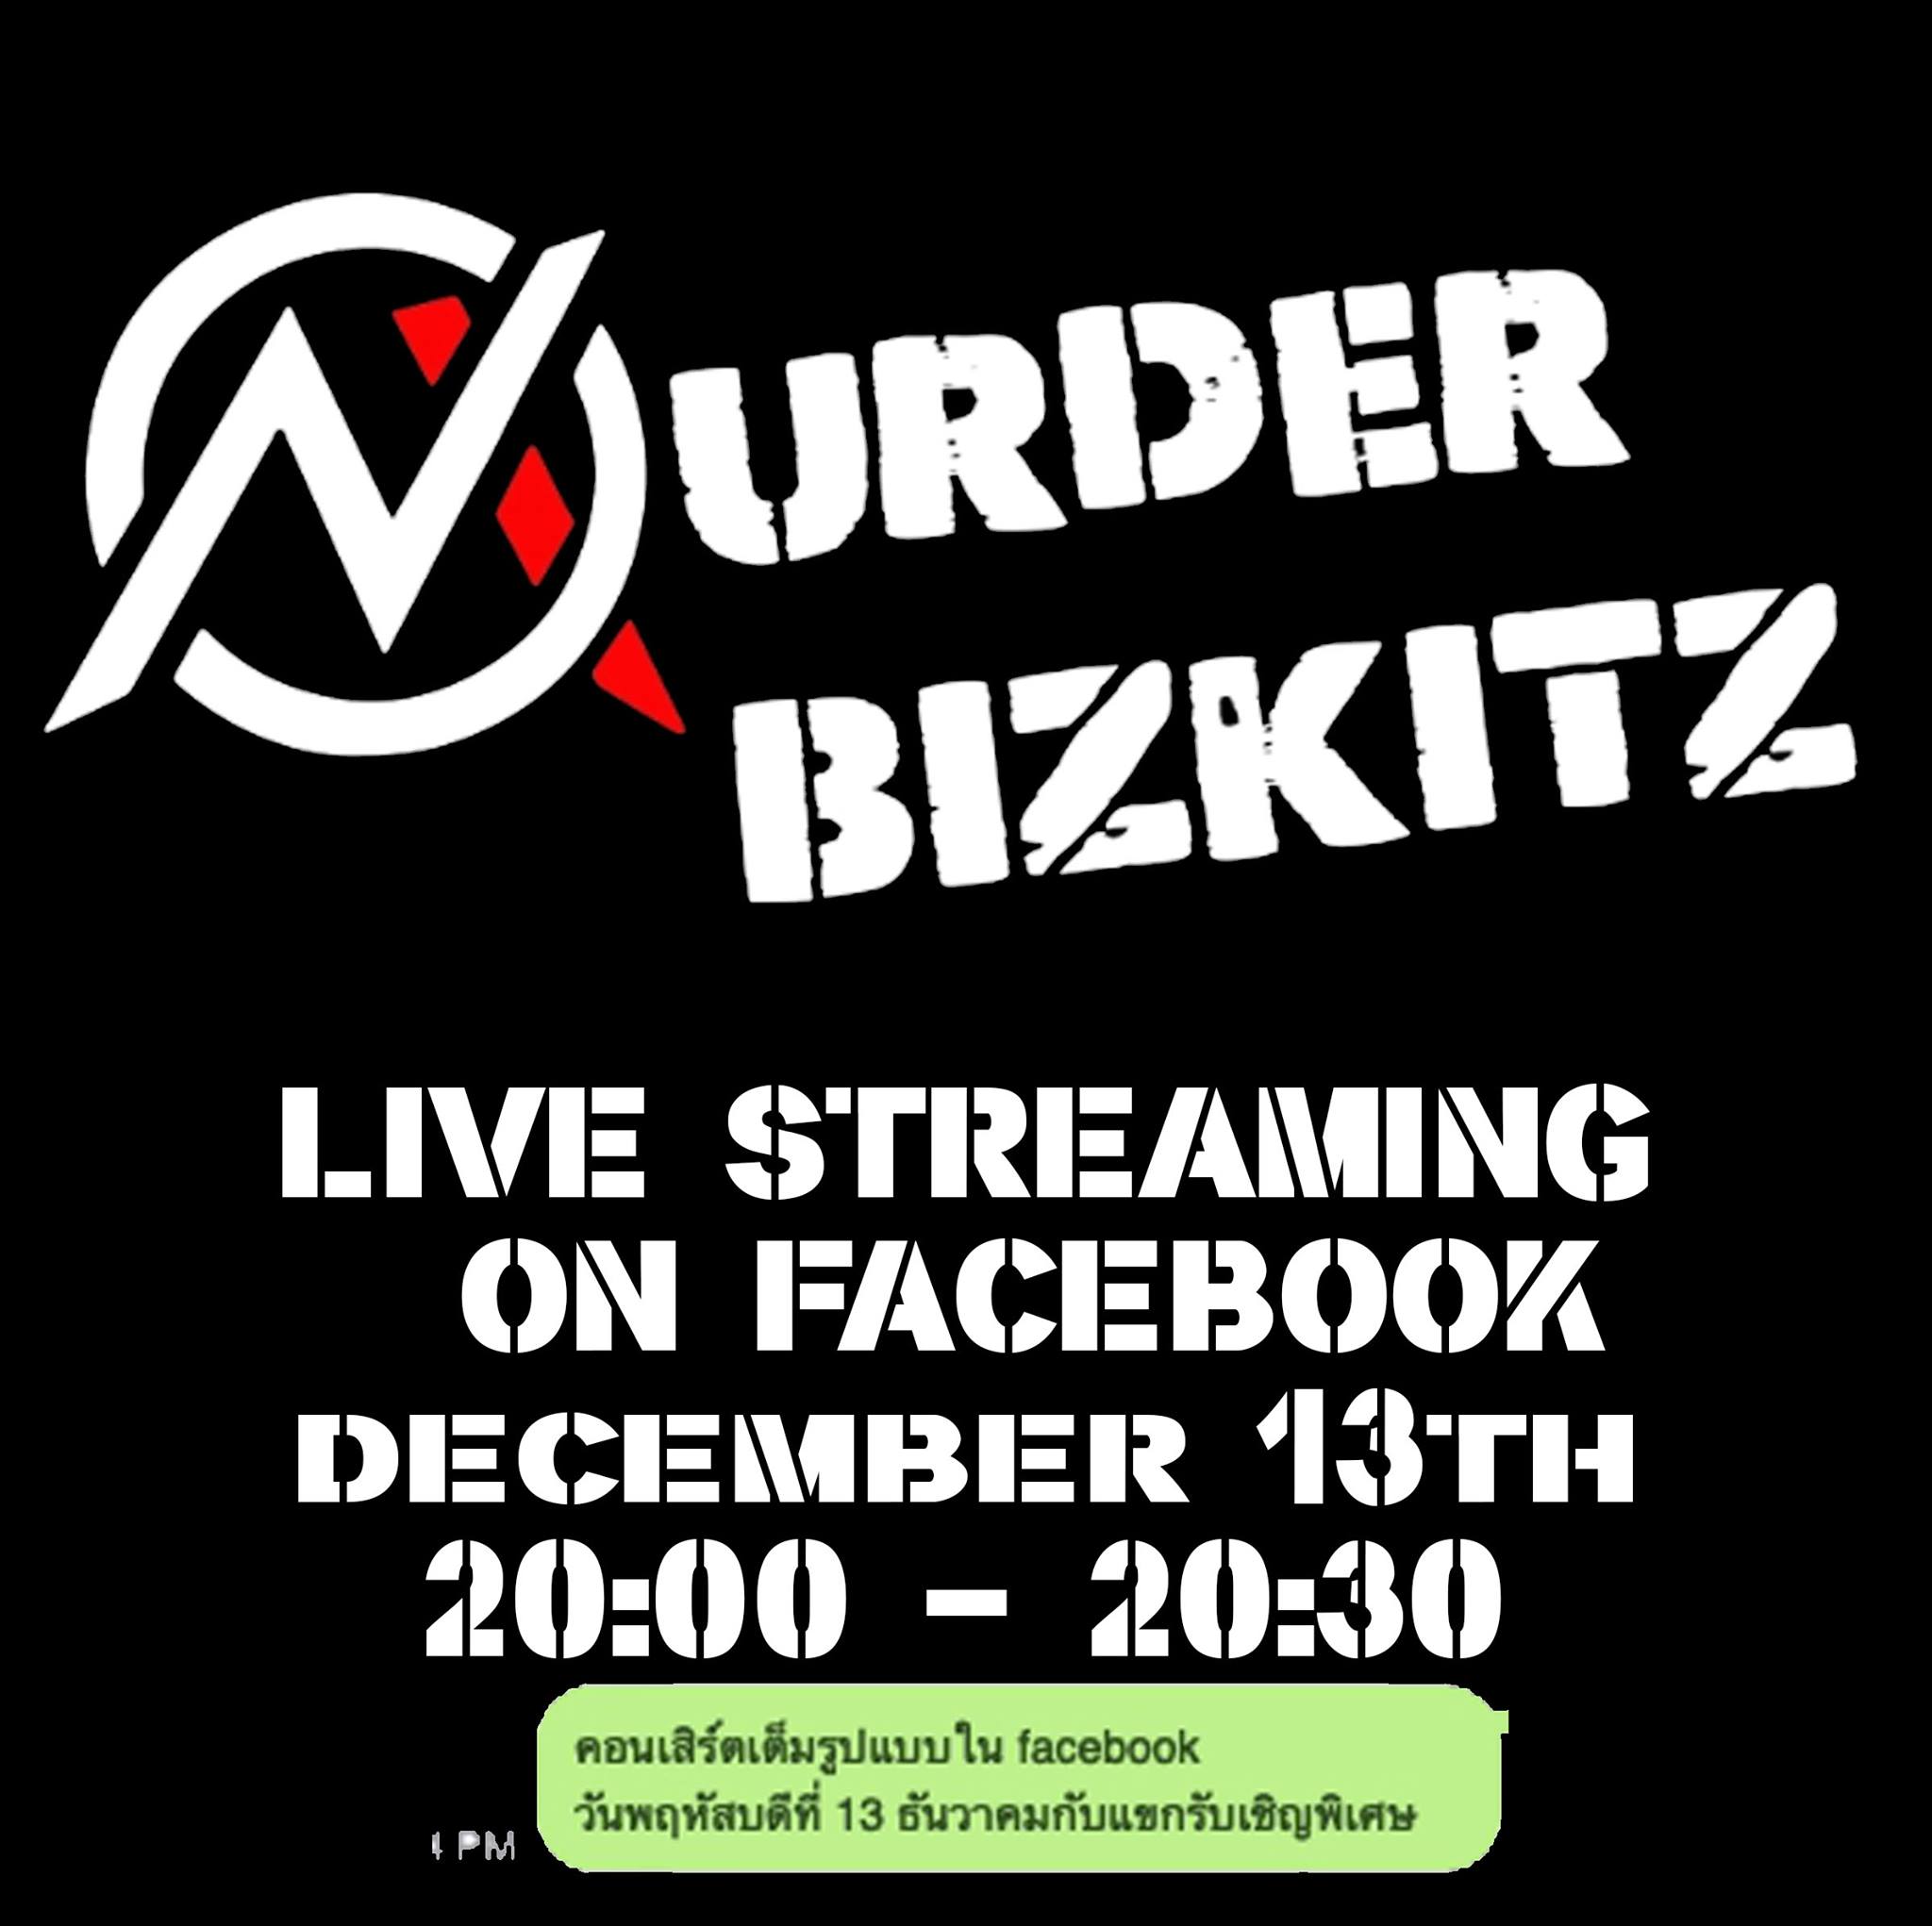 MURDER
BIZKITZ
LIVE STREAMING
ON FACEBOOK
DECEMBER 13TH
20:00 - 20:30
คอนเสิร์ตเต็มรูปแบบใน facebook
วันพฤหัสบดีที่ 13 ธันวาคมกับแขกรับเชิญพิเศษ
PM